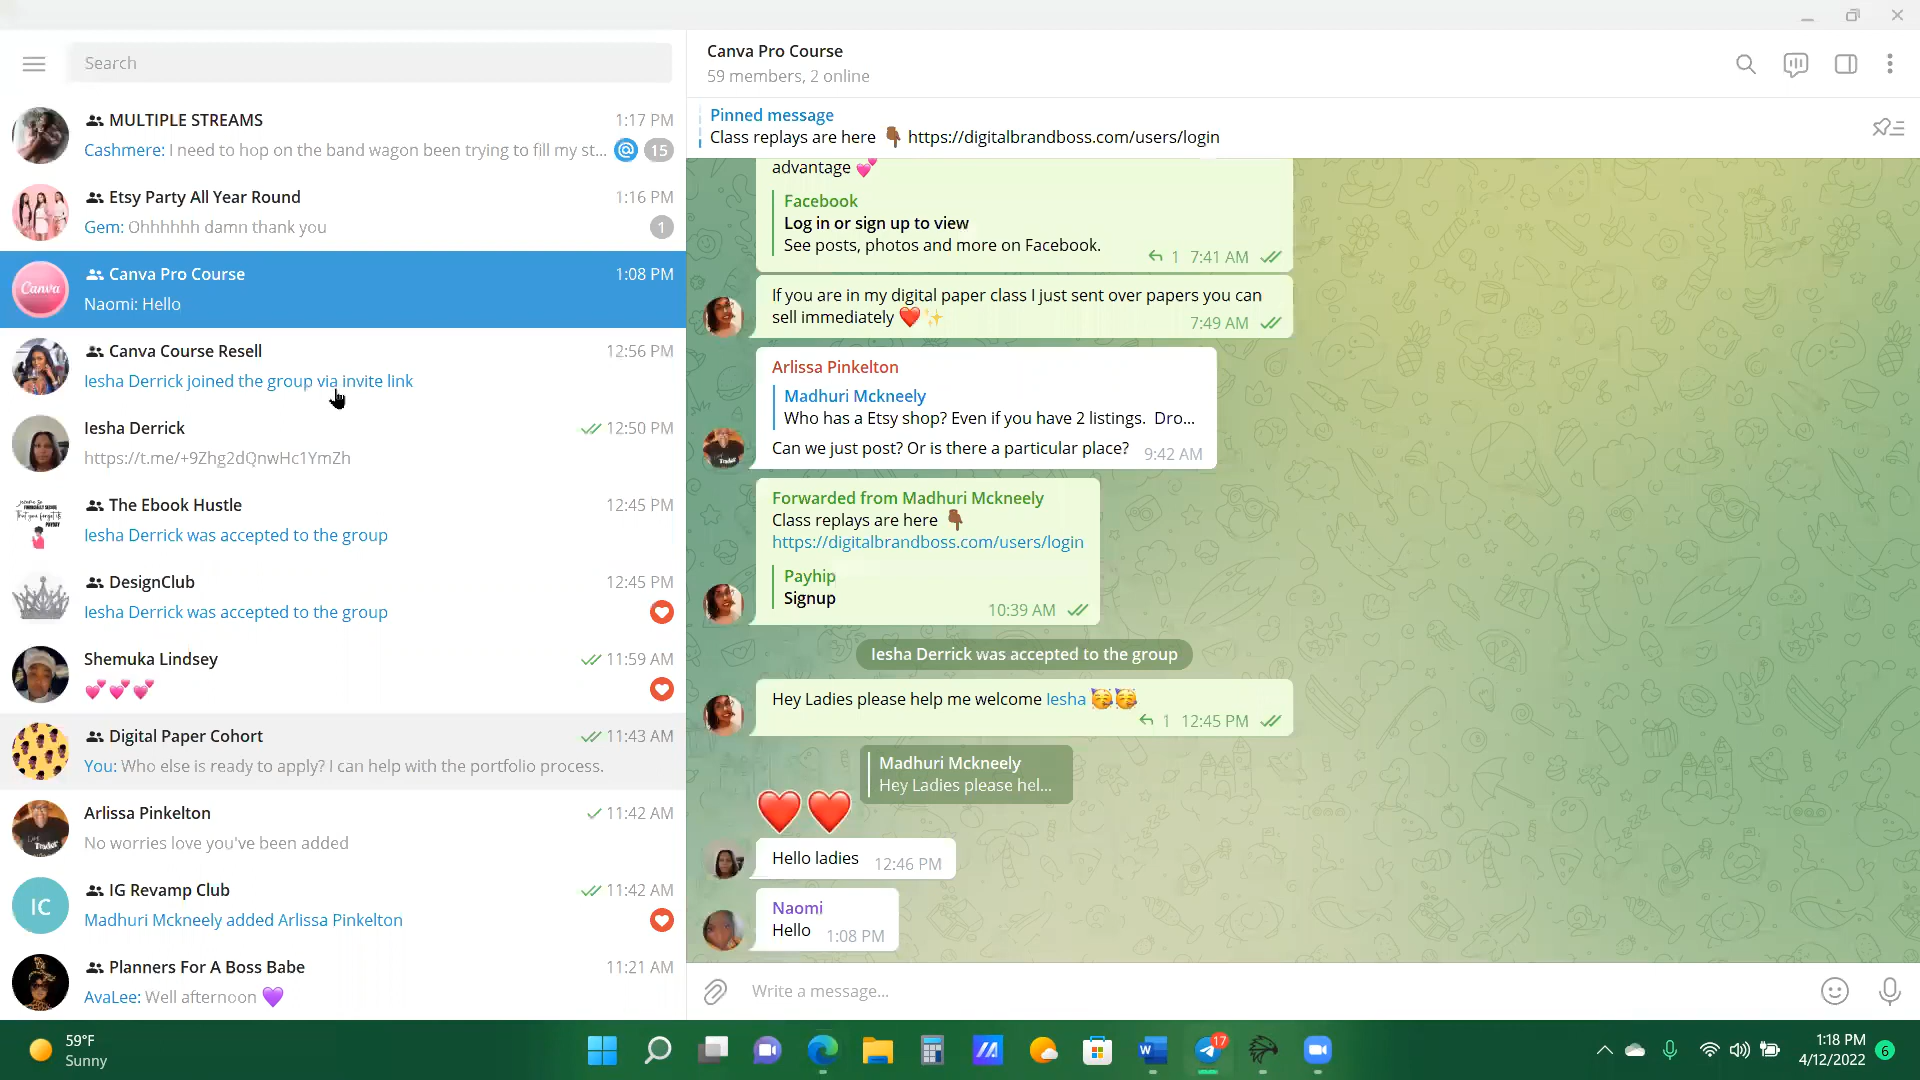 Search
MULTIPLE STREAMS 1:17 PM
Cashmere: I need to hop on the band wagon been trying to fill my st... @ 15
Etsy Party All Year Round 1:16 PM
Gem: Ohhhhhh damn thank you 1
Canva
Canva Pro Course 1:08 PM
Naomi: Hello
Canva Course Resell 12:56 PM
Iesha Derrick joined the group via invite link
Iesha Derrick 12:50 PM
https://t.me/+9Zhg2dQnwHc1YmZh
The Ebook Hustle 12:45 PM
Iesha Derrick was accepted to the group
DesignClub 12:45 PM
Iesha Derrick was accepted to the group
Shemuka Lindsey 11:59 AM
💕💕💕
Digital Paper Cohort 11:43 AM
You: Who else is ready to apply? I can help with the portfolio process.
Arlissa Pinkelton 11:42 AM
No worries love you've been added
IC
IG Revamp Club 11:42 AM
Madhuri Mckneely added Arlissa Pinkelton
Planners For A Boss Babe 11:21 AM
AvaLee: Well afternoon 💜
Canva Pro Course
59 members, 2 online
Pinned message
Class replays are here 👇🏾 https://digitalbrandboss.com/users/login
advantage 💕
Facebook
Log in or sign up to view
See posts, photos and more on Facebook.
1 7:41 AM
If you are in my digital paper class I just sent over papers you can
sell immediately ❤️✨
7:49 AM
Arlissa Pinkelton
Madhuri Mckneely
Who has a Etsy shop? Even if you have 2 listings. Dro...
Can we just post? Or is there a particular place? 9:42 AM
Forwarded from Madhuri Mckneely
Class replays are here 👇🏾
https://digitalbrandboss.com/users/login
Payhip
Signup
10:39 AM
Iesha Derrick was accepted to the group
Hey Ladies please help me welcome Iesha 🥳🥳
1 12:45 PM
Madhuri Mckneely
Hey Ladies please hel...
❤️❤️
Hello ladies 12:46 PM
Naomi
Hello 1:08 PM
Write a message...
59°F
Sunny
17
1:18 PM
4/12/2022
6